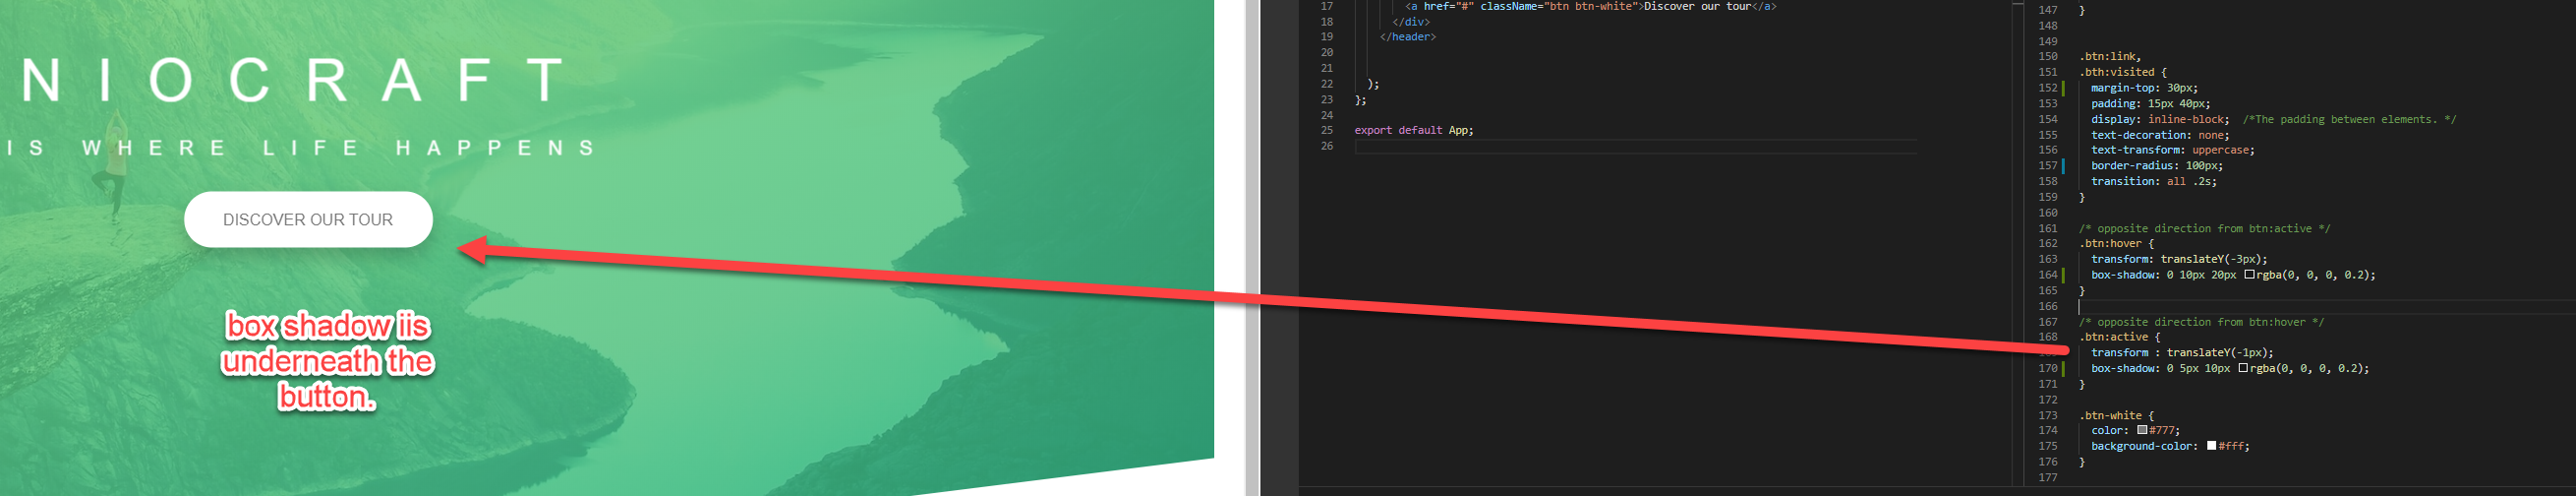 NIOCRAFT
IS WHERE LIFE HAPPENS
DISCOVER OUR TOUR
box shadow iis
underneath the
button.
17 <a href="#" className="btn btn-white">Discover our tour</a>
18 </div>
19 </header>
20
21
22 );
23 };
24
25 export default App;
26
147 }
148
149
150 .btn:link,
151 .bth:visited {
152 margin-top: 30px;
153 padding: 15px 40px;
154 display: inline-block; /*The padding between elements. */
155 text-decoration: none;
156 text-transform: uppercase;
157 border-radius: 100px;
158 transition: all .2s;
159 }
160
161 /* opposite direction from btn:active */
162 .btn:hover {
163 transform: translateY(-3px);
164 box-shadow: 0 10px 20px rgba(0, 0, 0, 0.2);
165 }
166
167 /* opposite direction from btn:hover */
168 .btn:active {
transform : translateY(-1px);
170 box-shadow: 0 5px 10px rgba(0, 0, 0, 0.2);
171 }
172
173 .btn-white {
174 color: #777;
175 background-color: #fff;
176 }
177